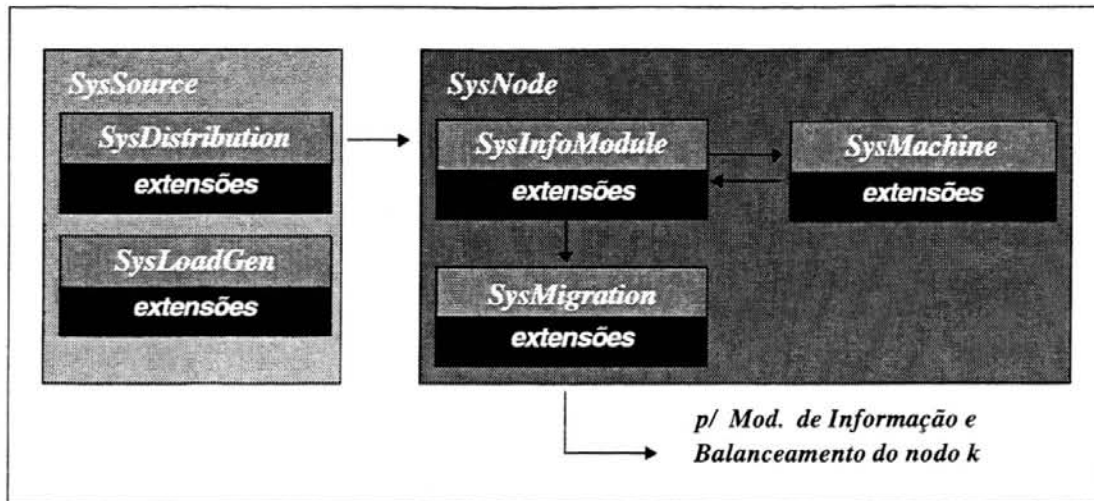 SysSource
SysDistribution
extensões
SysLoadGen
extensões
SysNode
SysInfoModule
extensões
SysMachine
extensões
SysMigration
extensões
p/ Mod. de Informação e
Balanceamento do nodo k